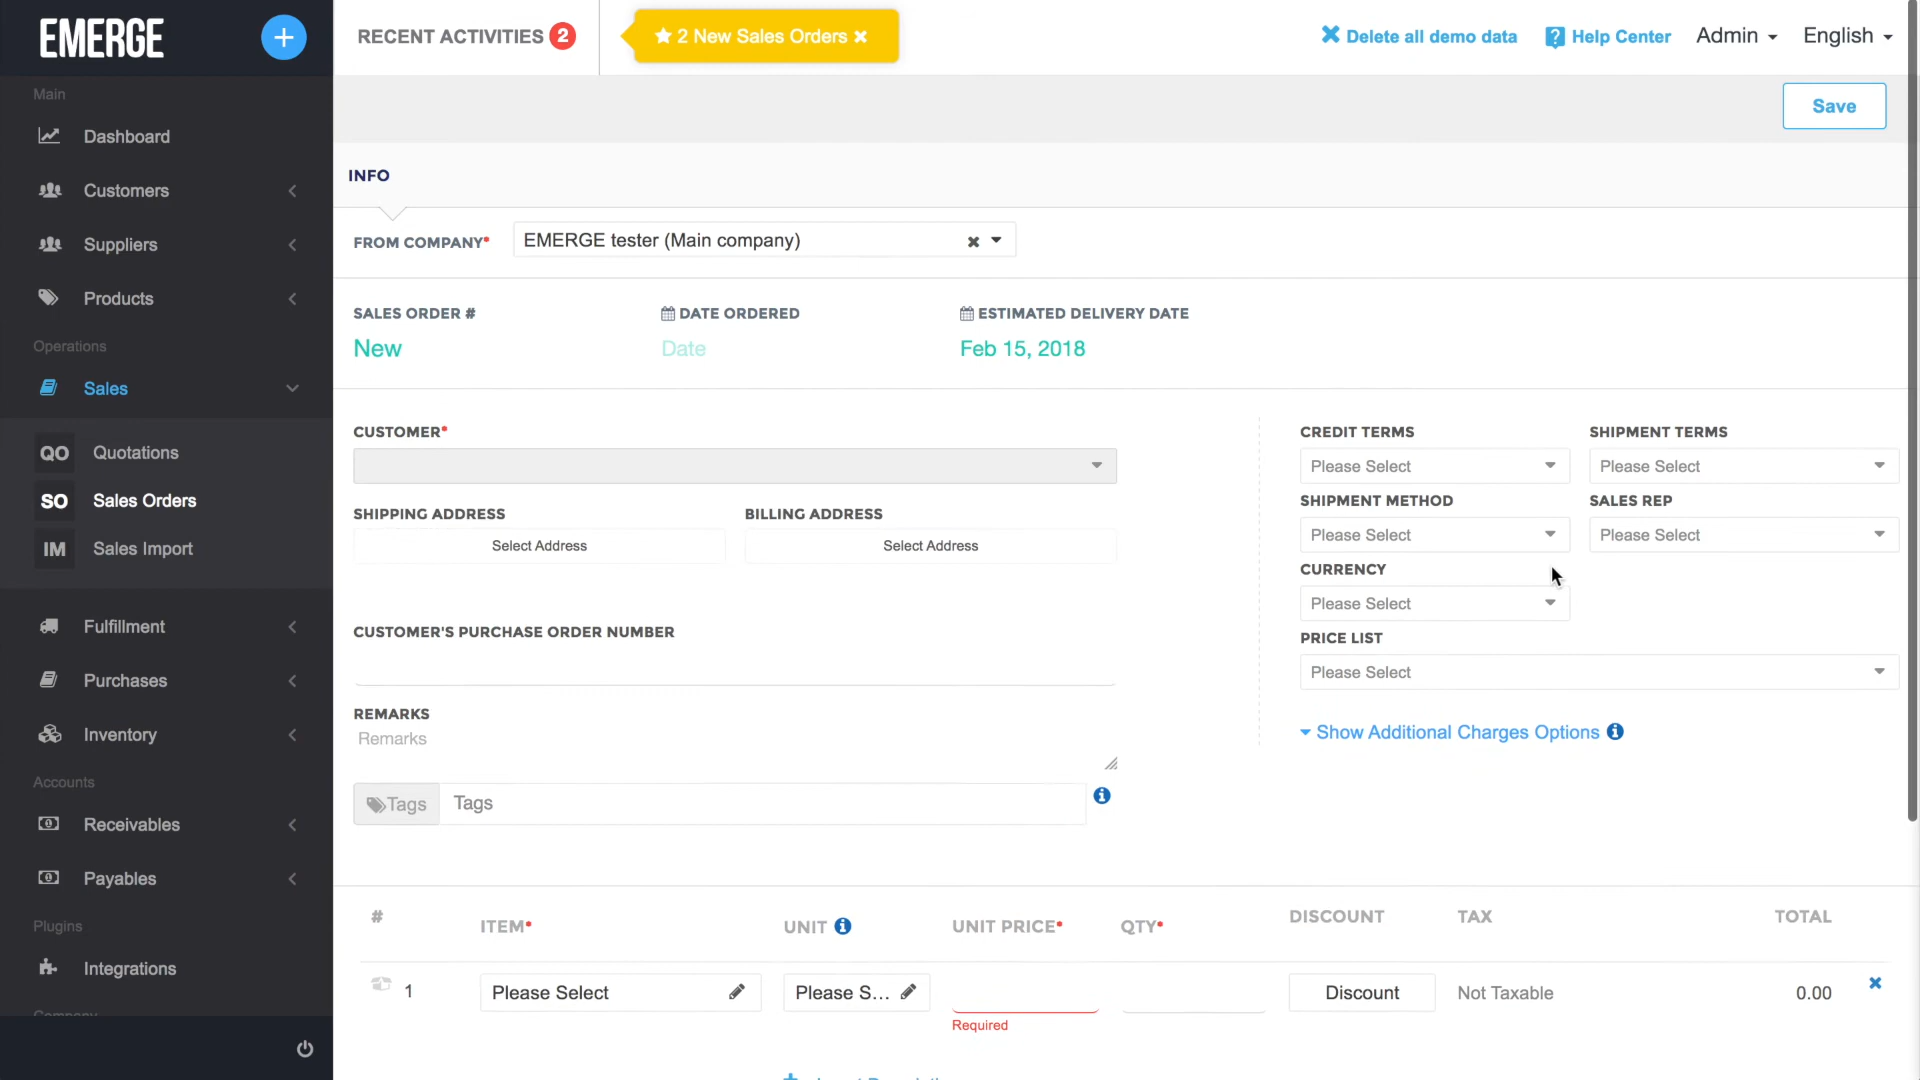 EMERGE
+
RECENT ACTIVITIES 2
2 New Sales Orders ×
Delete all demo data
Help Center
Admin
English
Save
Main
Dashboard
Customers
Suppliers
Products
Operations
Sales
QO Quotations
SO Sales Orders
IM Sales Import
Fulfillment
Purchases
Inventory
Accounts
Receivables
Payables
Plugins
Integrations
INFO
FROM COMPANY* EMERGE tester (Main company)
SALES ORDER #
New
DATE ORDERED
Date
ESTIMATED DELIVERY DATE
Feb 15, 2018
CUSTOMER*
SHIPPING ADDRESS
Select Address
BILLING ADDRESS
Select Address
CUSTOMER'S PURCHASE ORDER NUMBER
REMARKS
Remarks
Tags Tags
CREDIT TERMS
Please Select
SHIPMENT TERMS
Please Select
SHIPMENT METHOD
Please Select
SALES REP
Please Select
CURRENCY
Please Select
PRICE LIST
Please Select
Show Additional Charges Options
# ITEM* UNIT UNIT PRICE* QTY* DISCOUNT TAX TOTAL
1 Please Select Please S... Discount Not Taxable 0.00
Required